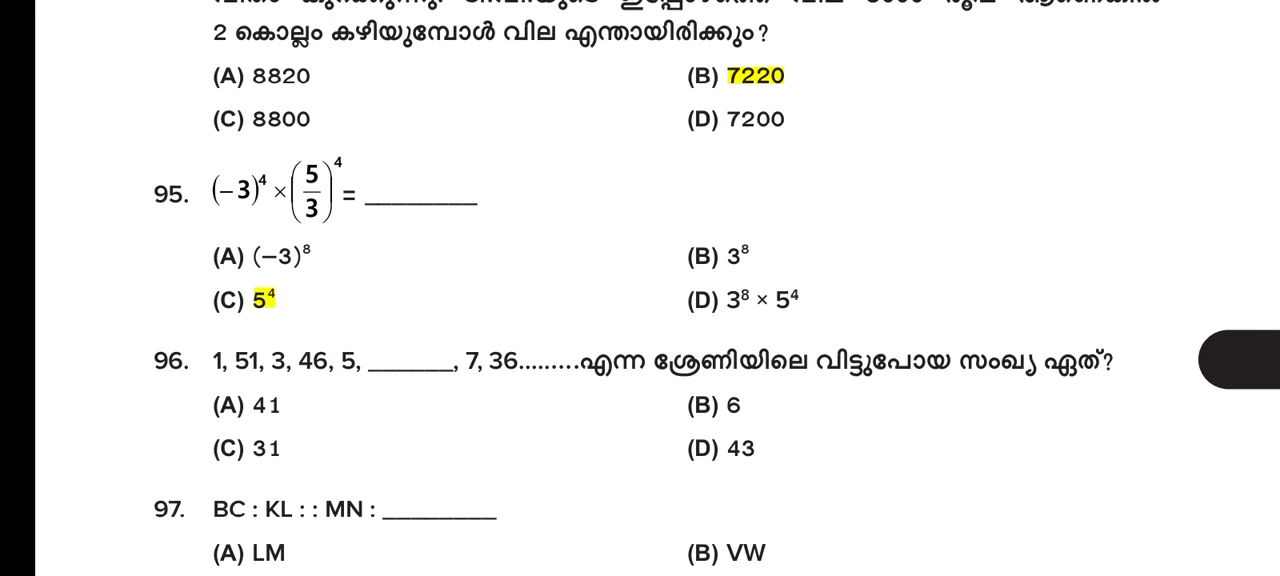 2 കൊല്ലം കഴിയുമ്പോൾ വില എന്തായിരിക്കും?
(A) 8820 (B) 7220
(C) 8800 (D) 7200
95. (−3)⁴ × (5/3)⁴ = ________
(A) (−3)⁸ (B) 3⁸
(C) 5⁴ (D) 3⁸ × 5⁴
96. 1, 51, 3, 46, 5, ______, 7, 36.........എന്ന ശ്രേണിയിലെ വിട്ടുപോയ സംഖ്യ ഏത്?
(A) 41 (B) 6
(C) 31 (D) 43
97. BC : KL : : MN : ________
(A) LM (B) VW